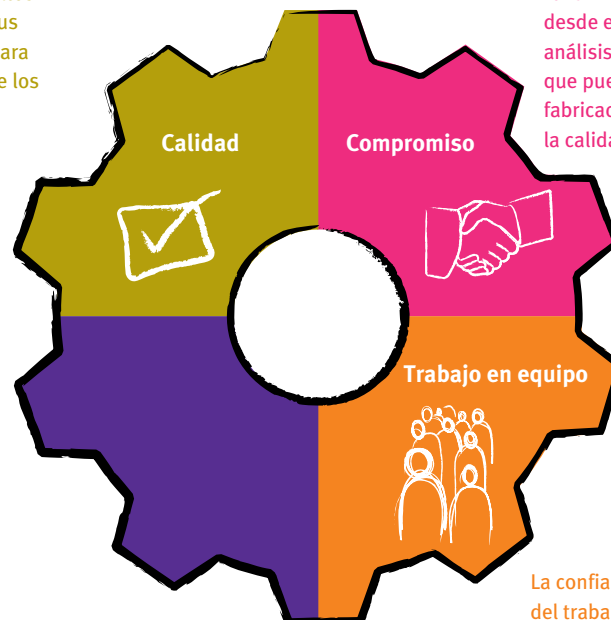 us
ara
e los
desde e
análisis
que pue
fabricac
la calida
Calidad
Compromiso
Trabajo en equipo
La confia
del traba